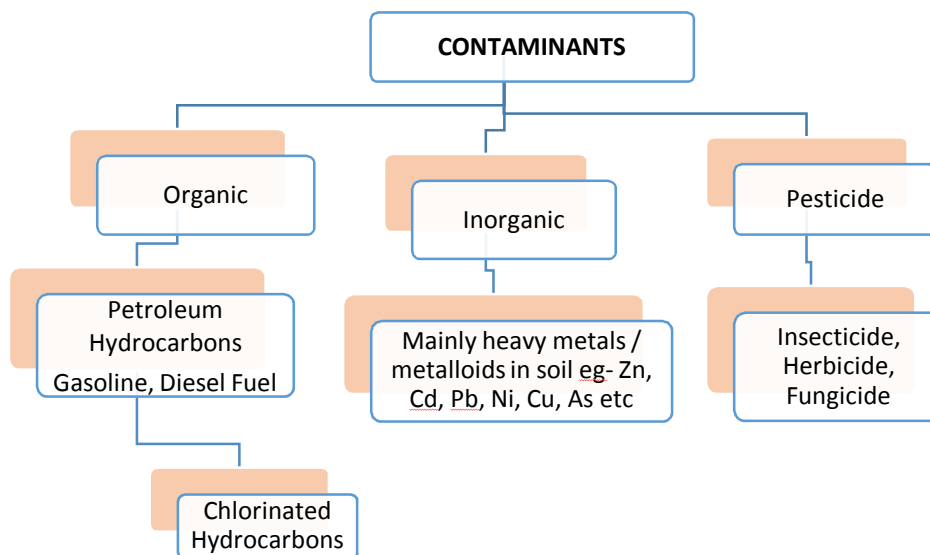 CONTAMINANTS
Organic
Inorganic
Pesticide
Petroleum
Hydrocarbons
Gasoline, Diesel Fuel
Mainly heavy metals /
metalloids in soil eg- Zn,
Cd, Pb, Ni, Cu, As etc
Insecticide,
Herbicide,
Fungicide
Chlorinated
Hydrocarbons